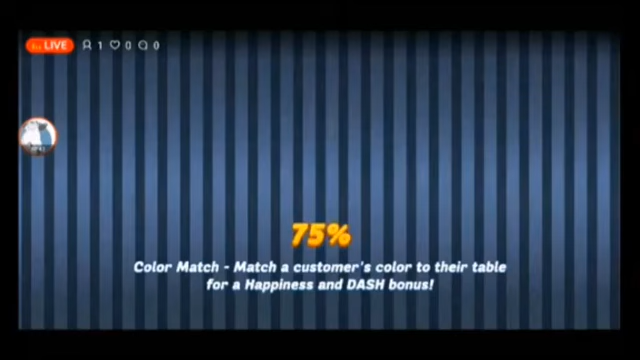 LIVE 1 0 0
75%
Color Match - Match a customer's color to their table
for a Happiness and DASH bonus!